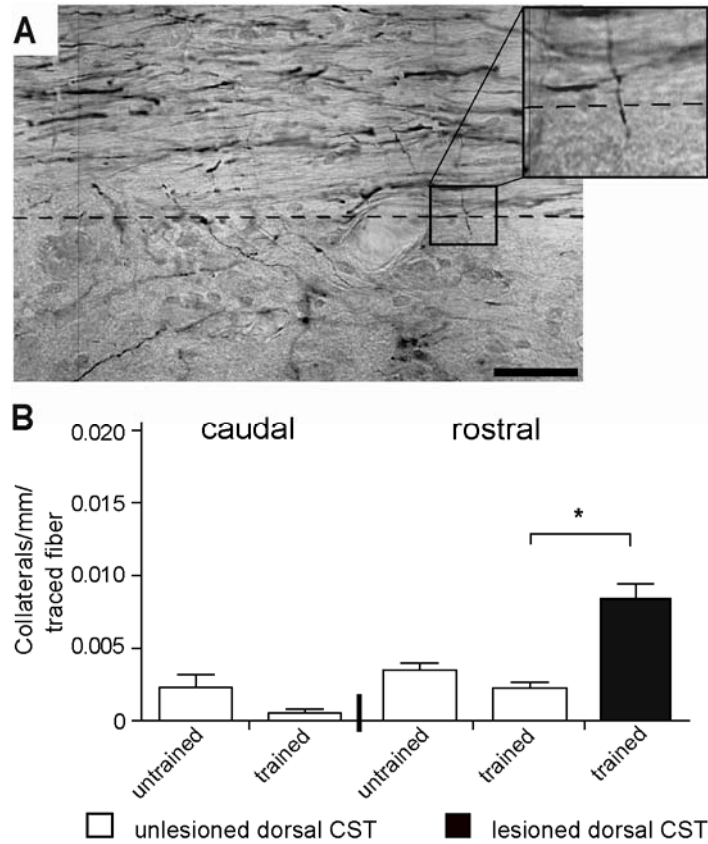 A
B
caudal rostral
Collaterals/mm/
traced fiber
0.020
0.015
0.010
0.005
0
*
untrained trained untrained trained trained
unlesioned dorsal CST lesioned dorsal CST